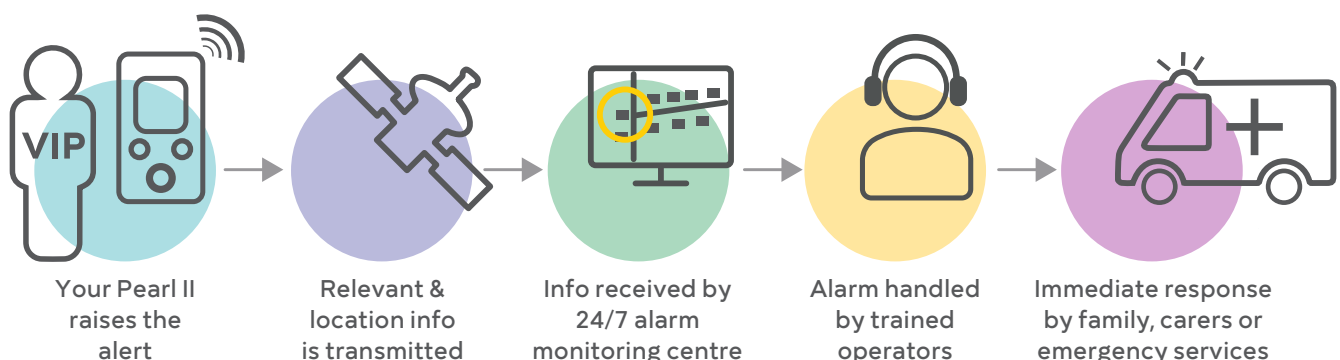 VIP
Your Pearl II
raises the
alert
Relevant &
location info
is transmitted
Info received by
24/7 alarm
monitoring centre
Alarm handled
by trained
operators
Immediate response
by family, carers or
emergency services